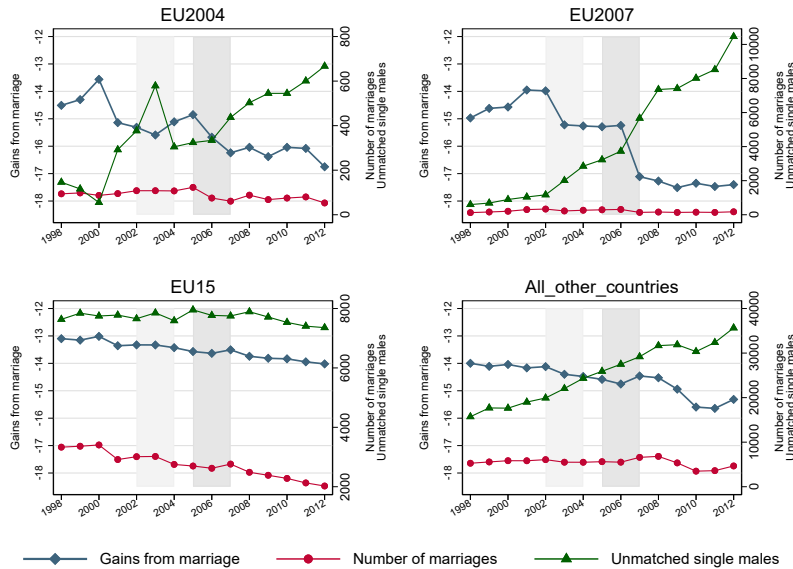 EU2004
Gains from marriage
-18 -17 -16 -15 -14 -13 -12
0 200 400 600 800
Number of marriages
Unmatched single males
1998 2000 2002 2004 2006 2008 2010 2012
EU2007
Gains from marriage
-18 -17 -16 -15 -14 -13 -12
0 2000 4000 6000 8000 10000
Number of marriages
Unmatched single males
1998 2000 2002 2004 2006 2008 2010 2012
EU15
Gains from marriage
-18 -17 -16 -15 -14 -13 -12
2000 4000 6000 8000
Number of marriages
Unmatched single males
1998 2000 2002 2004 2006 2008 2010 2012
All_other_countries
Gains from marriage
-18 -17 -16 -15 -14 -13 -12
0 10000 20000 30000 40000
Number of marriages
Unmatched single males
1998 2000 2002 2004 2006 2008 2010 2012
Gains from marriage Number of marriages Unmatched single males